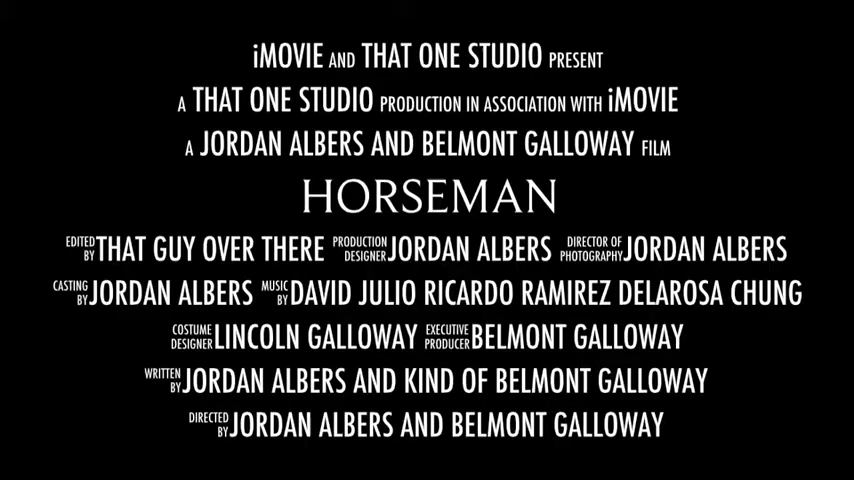 iMOVIE AND THAT ONE STUDIO PRESENT
A THAT ONE STUDIO PRODUCTION IN ASSOCIATION WITH iMOVIE
A JORDAN ALBERS AND BELMONT GALLOWAY FILM
HORSEMAN
EDITED BY THAT GUY OVER THERE PRODUCTION DESIGNER JORDAN ALBERS DIRECTOR OF PHOTOGRAPHY JORDAN ALBERS
CASTING BY JORDAN ALBERS MUSIC BY DAVID JULIO RICARDO RAMIREZ DELAROSA CHUNG
COSTUME DESIGNER LINCOLN GALLOWAY EXECUTIVE PRODUCER BELMONT GALLOWAY
WRITTEN BY JORDAN ALBERS AND KIND OF BELMONT GALLOWAY
DIRECTED BY JORDAN ALBERS AND BELMONT GALLOWAY